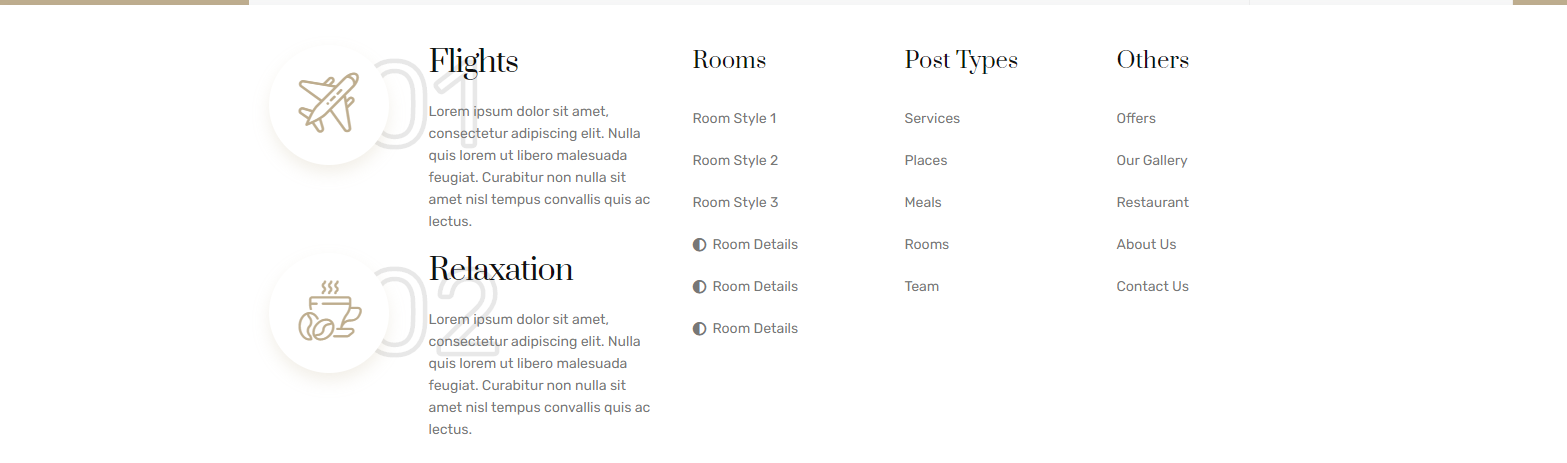 01
Flights
Lorem ipsum dolor sit amet,
consectetur adipiscing elit. Nulla
quis lorem ut libero malesuada
feugiat. Curabitur non nulla sit
amet nisl tempus convallis quis ac
lectus.
02
Relaxation
Lorem ipsum dolor sit amet,
consectetur adipiscing elit. Nulla
quis lorem ut libero malesuada
feugiat. Curabitur non nulla sit
amet nisl tempus convallis quis ac
lectus.
Rooms
Room Style 1
Room Style 2
Room Style 3
Room Details
Room Details
Room Details
Post Types
Services
Places
Meals
Rooms
Team
Others
Offers
Our Gallery
Restaurant
About Us
Contact Us